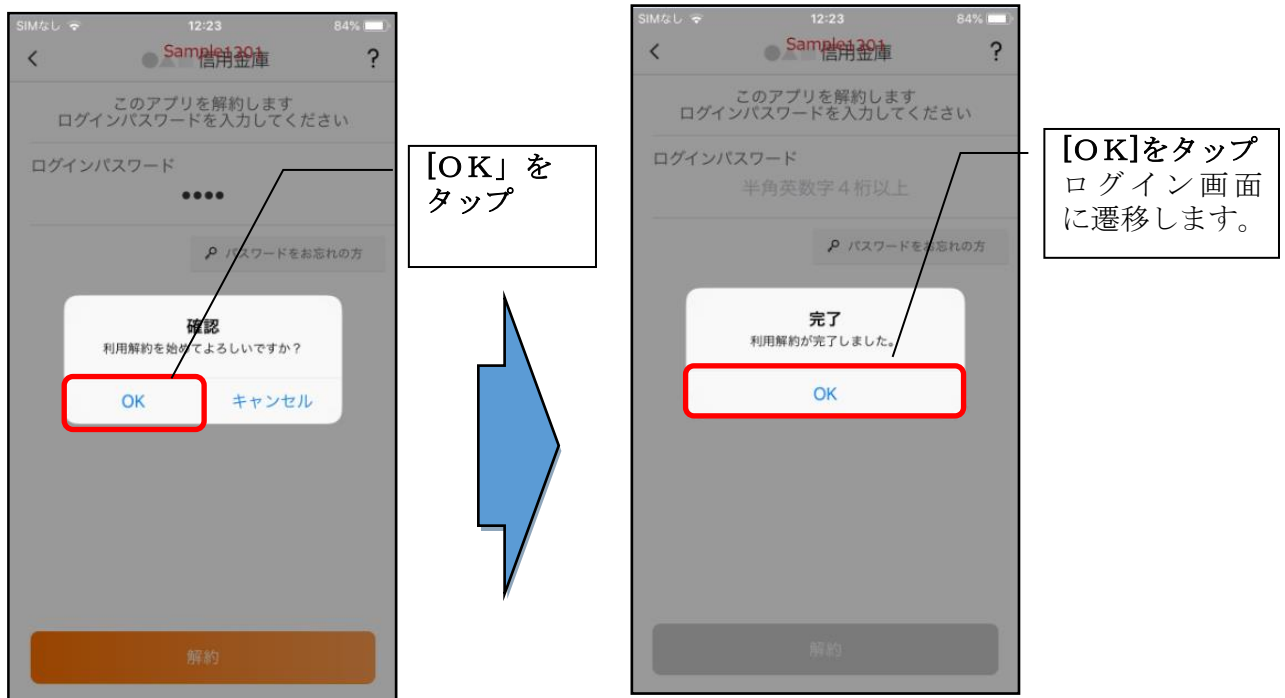 SIMなし 12:23 84%
Sample1201
信用金庫 ?
このアプリを解約します
ログインパスワードを入力してください
ログインパスワード
••••
パスワードをお忘れの方
確認
利用解約を始めてよろしいですか？
OK キャンセル
解約
[ＯＫ」を
タップ
SIMなし 12:23 84%
Sample1201
信用金庫 ?
このアプリを解約します
ログインパスワードを入力してください
ログインパスワード
半角英数字４桁以上
パスワードをお忘れの方
完了
利用解約が完了しました。
OK
解約
[ＯＫ]をタップ
ログイン画面
に遷移します。